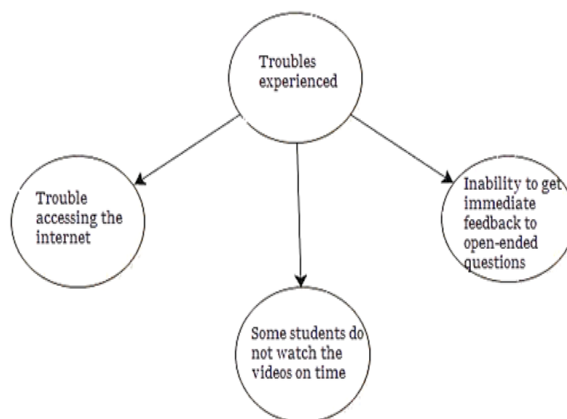 Troubles
experienced
Trouble
accessing the
internet
Inability to get
immediate
feedback to
open-ended
questions
Some students do
not watch the
videos on time